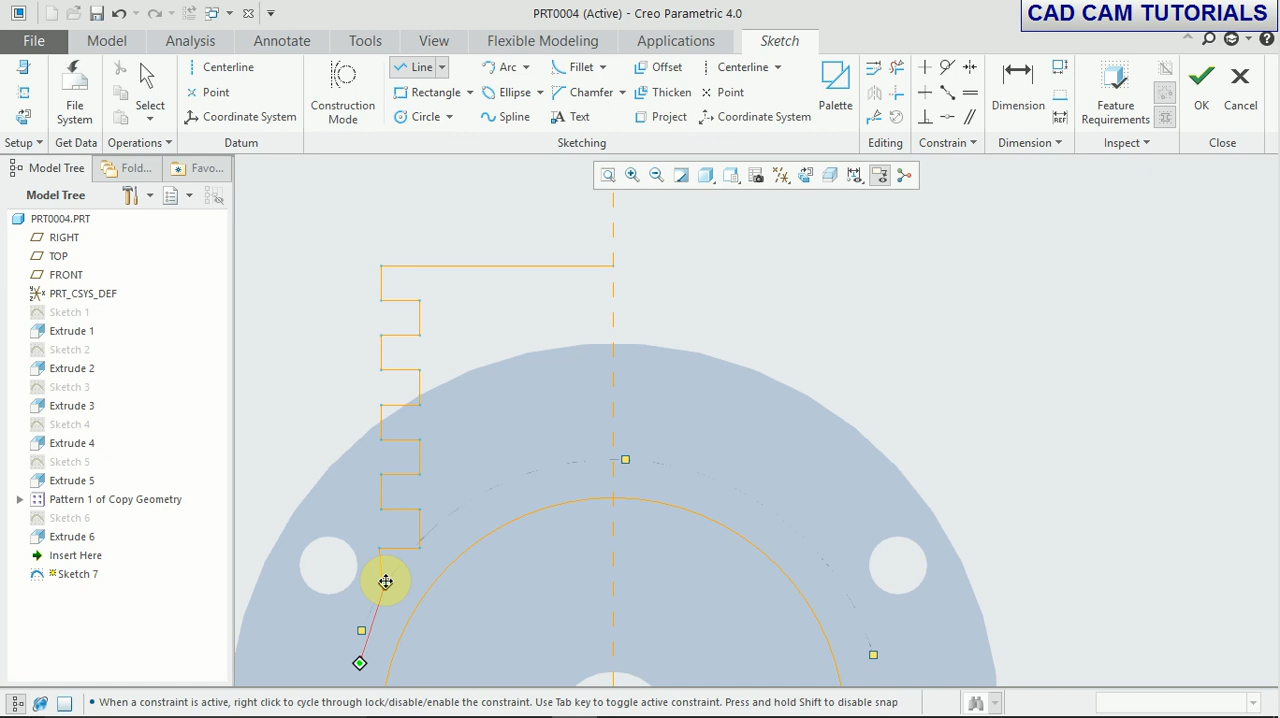 PRT0004 (Active) - Creo Parametric 4.0
CAD CAM TUTORIALS
File Model Analysis Annotate Tools View Flexible Modeling Applications Sketch
Centerline Line Arc Fillet Offset Centerline
Point Rectangle Ellipse Chamfer Thicken Point
File System Select Coordinate System Construction Mode Circle Spline Text Project Coordinate System Palette Dimension Feature Requirements OK Cancel
Setup Get Data Operations Datum Sketching Editing Constrain Dimension Inspect Close
Model Tree Fold... Favo...
Model Tree
PRT0004.PRT
RIGHT
TOP
FRONT
PRT_CSYS_DEF
Sketch 1
Extrude 1
Sketch 2
Extrude 2
Sketch 3
Extrude 3
Sketch 4
Extrude 4
Sketch 5
Extrude 5
Pattern 1 of Copy Geometry
Sketch 6
Extrude 6
Insert Here
Sketch 7
• When a constraint is active, right click to cycle through lock/disable/enable the constraint. Use Tab key to toggle active constraint. Press and hold Shift to disable snap